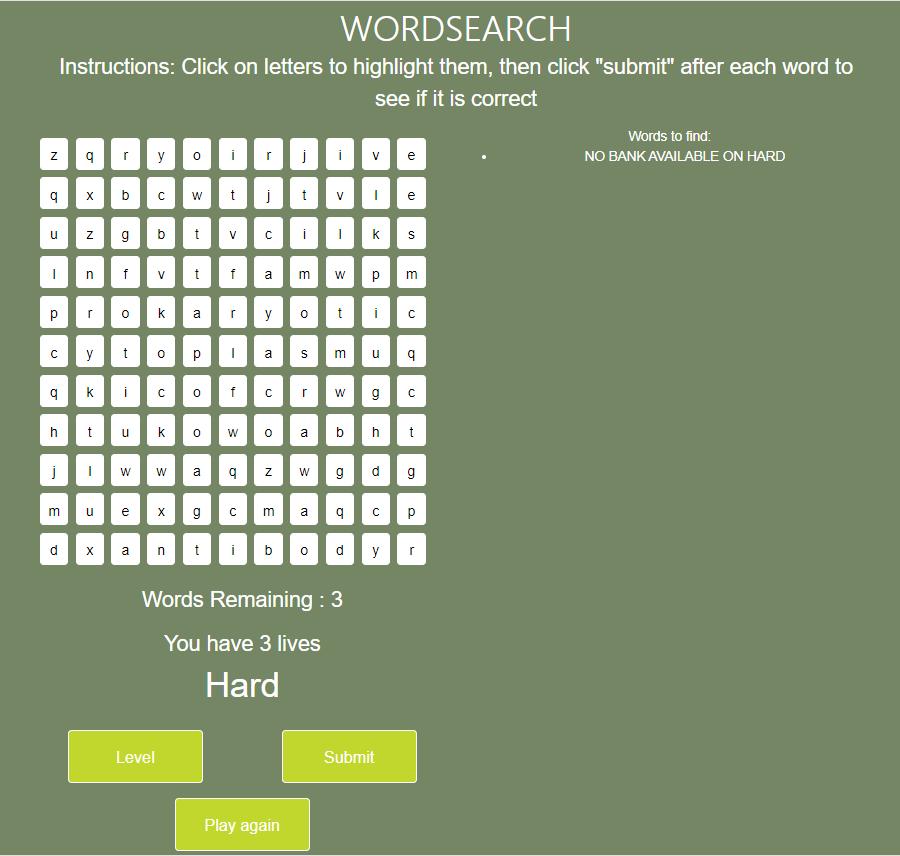 WORDSEARCH
Instructions: Click on letters to highlight them, then click "submit" after each word to
see if it is correct
Words to find:
NO BANK AVAILABLE ON HARD
z q r y o i r j i v e
q x b c w t j t v l e
u z g b t v c i l k s
l n f v t f a m w p m
p r o k a r y o t i c
c y t o p l a s m u q
q k i c o f c r w g c
h t u k o w o a b h t
j l w w a q z w g d g
m u e x g c m a q c p
d x a n t i b o d y r
Words Remaining : 3
You have 3 lives
Hard
Level
Submit
Play again